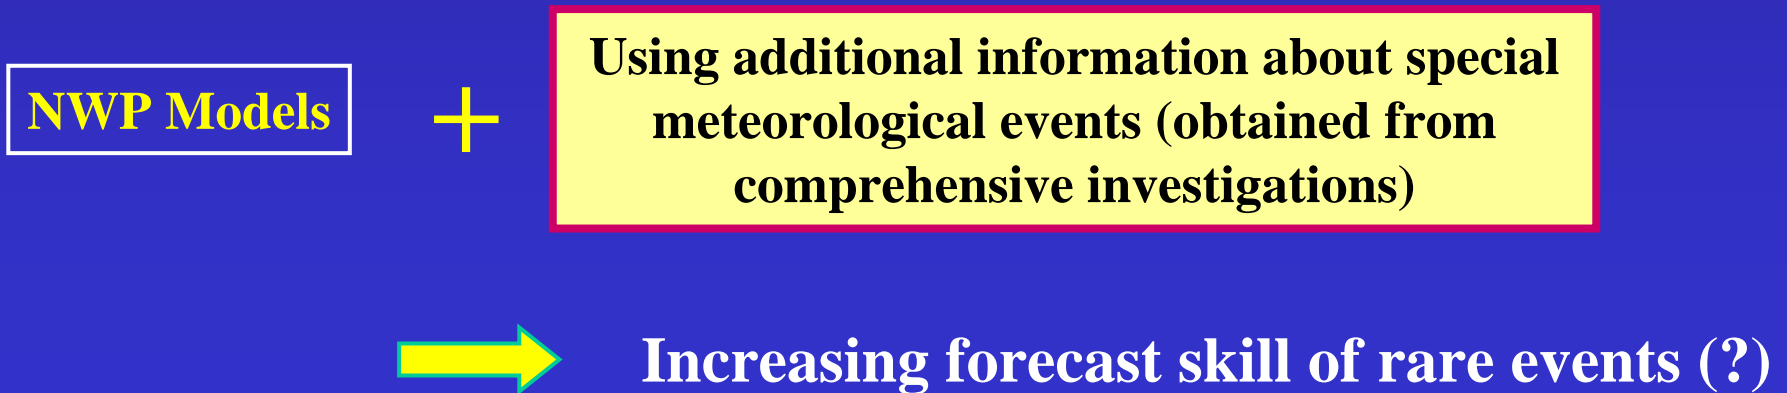 Using additional information about special
NWP Models + meteorological events (obtained from
comprehensive investigations)
Increasing forecast skill of rare events (?)